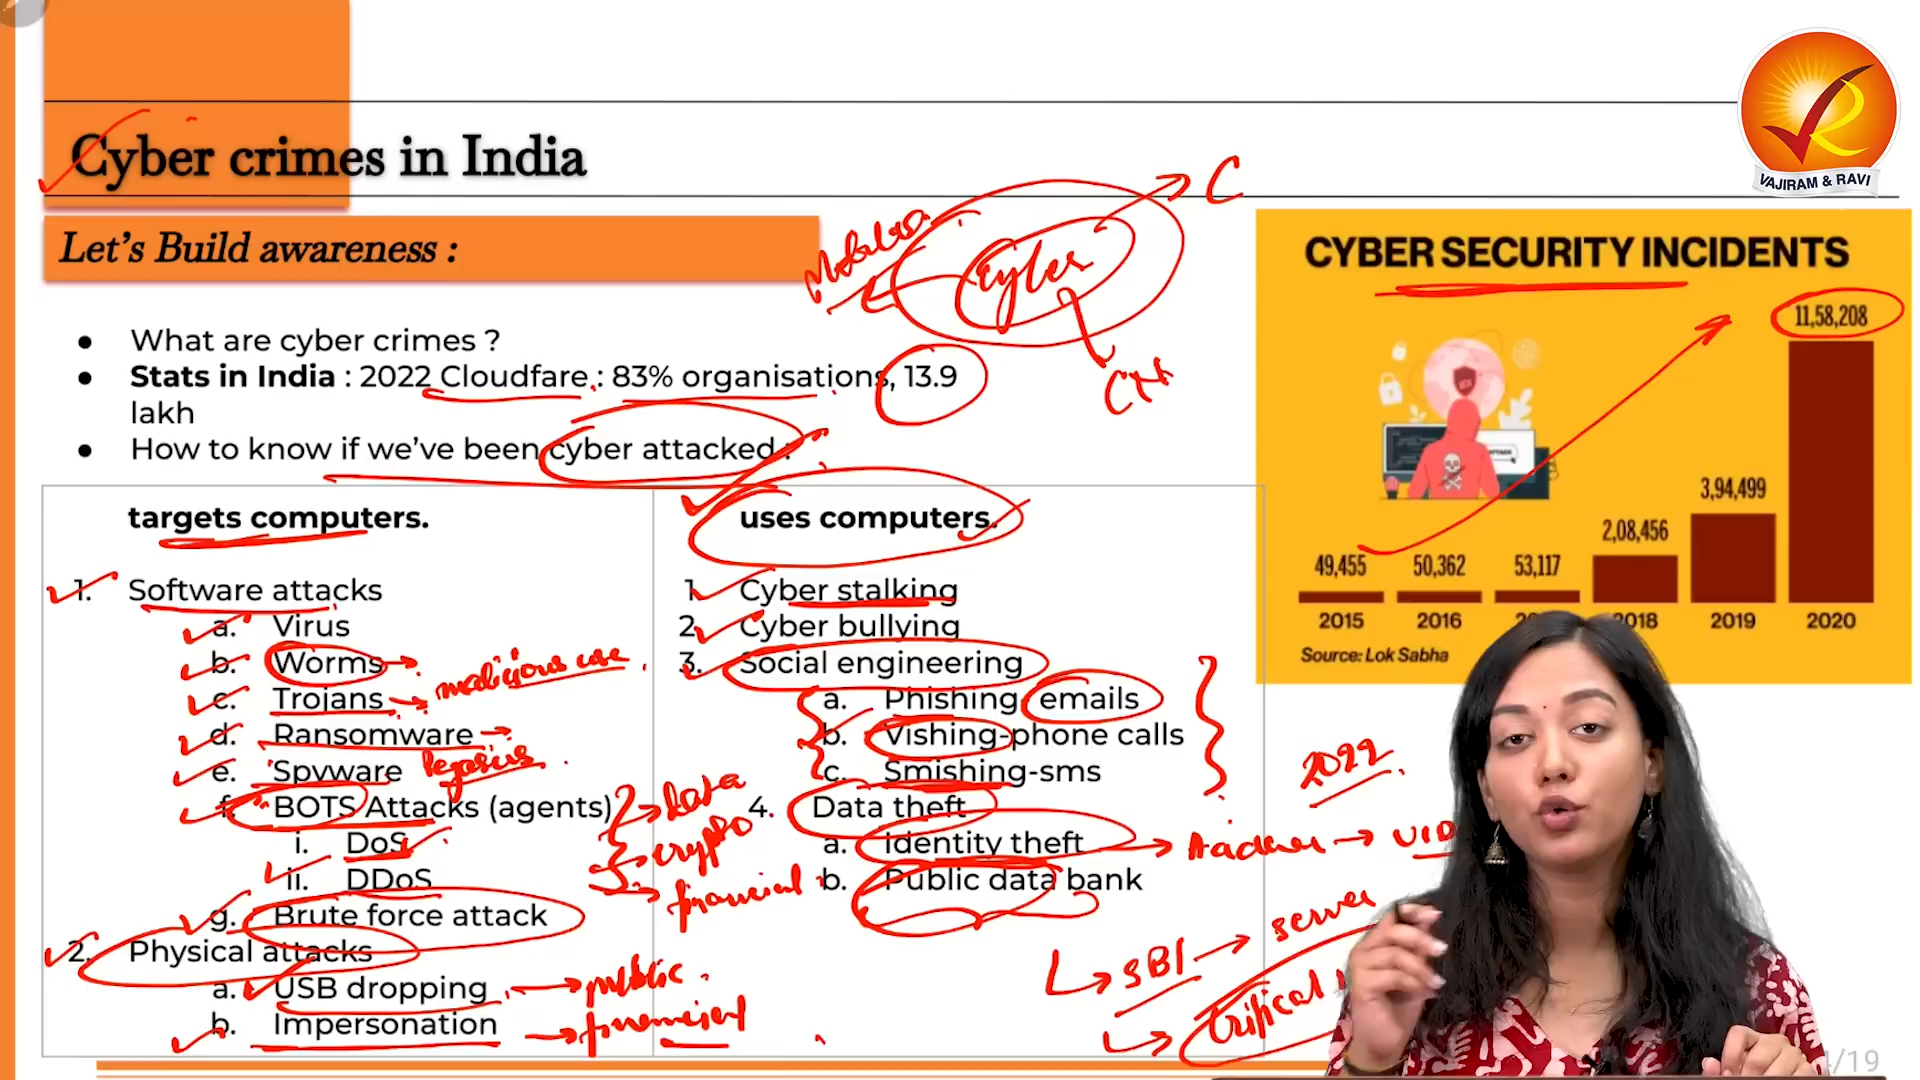 VAJIRAM & RAVI
Cyber crimes in India
Let's Build awareness :
C
Cyber
● What are cyber crimes ?
● Stats in India : 2022 Cloudfare : 83% organisations, 13.9
lakh
● How to know if we've been cyber attacked :
targets computers.
1. Software attacks
a. Virus
b. Worms
c. Trojans
malicious use
d. Ransomware
e. Spyware
Pegasus
f. BOTS Attacks (agents)
Data
crypto
financial
i. DoS
ii. DDoS
g. Brute force attack
2. Physical attacks
a. USB dropping
public
b. Impersonation
financial
uses computers.
1. Cyber stalking
2. Cyber bullying
3. Social engineering
a. Phishing emails
b. Vishing-phone calls
c. Smishing-sms
4. Data theft
a. Identity theft
Aadhar → UID
b. Public data bank
2022
SBI → server
Critical
CYBER SECURITY INCIDENTS
11,58,208
3,94,499
2,08,456
49,455 50,362 53,117
2015 2016 2018 2019 2020
Source: Lok Sabha
/19